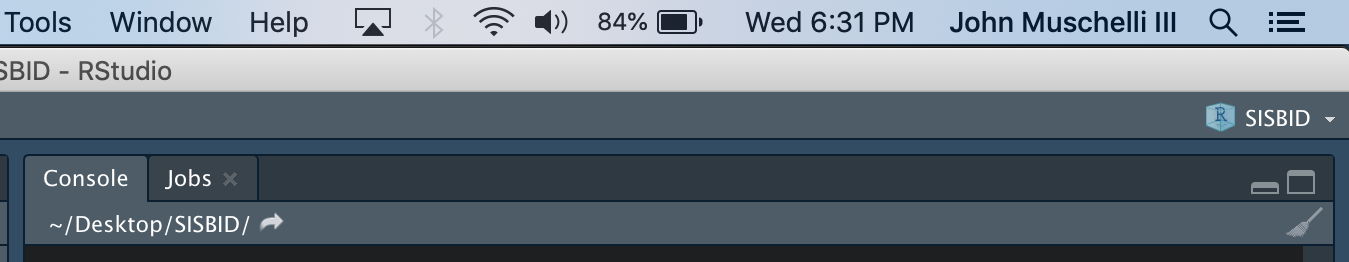 Tools Window Help 84% Wed 6:31 PM John Muschelli III
SBID - RStudio
R SISBID
Console Jobs
~/Desktop/SISBID/